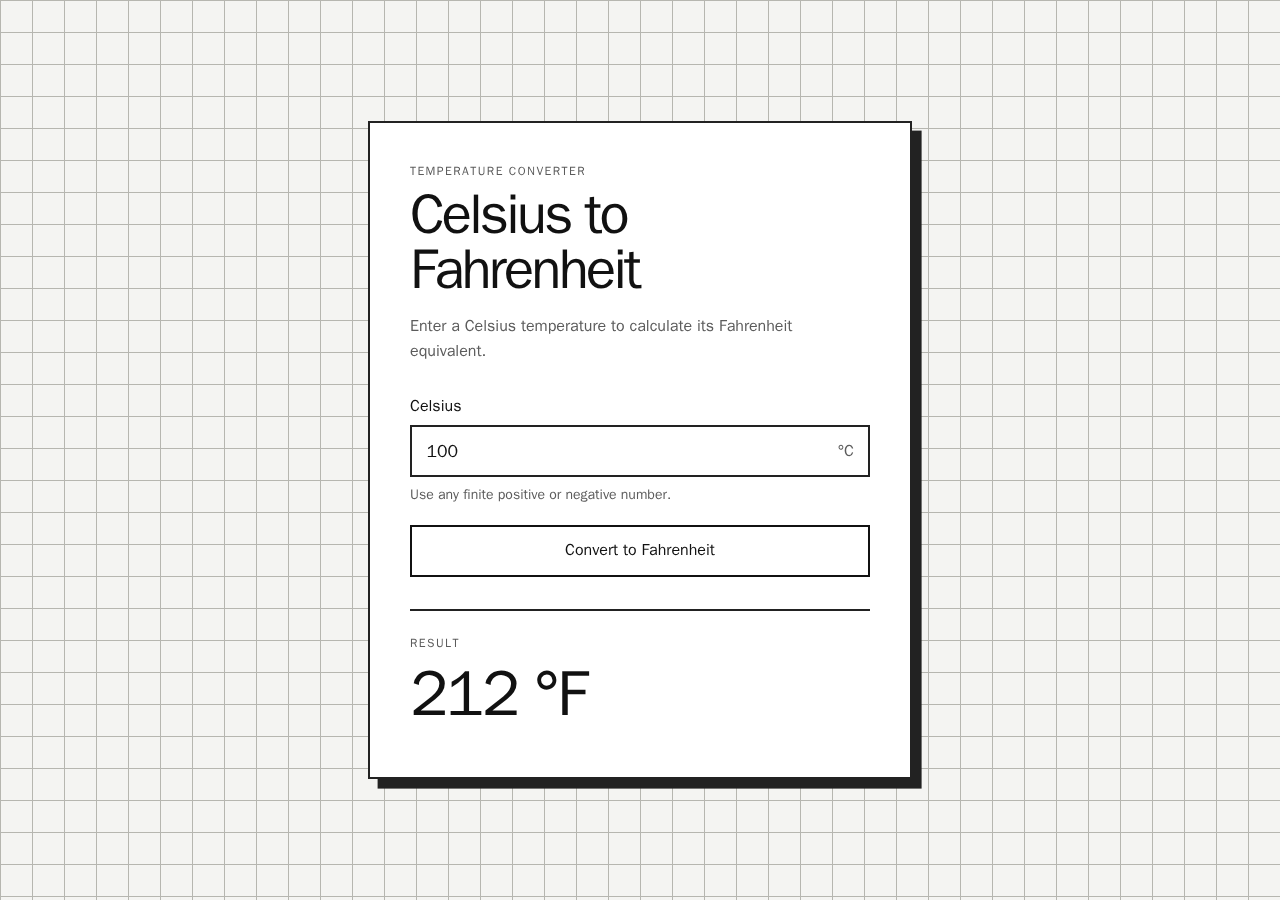 TEMPERATURE CONVERTER
Celsius to
Fahrenheit
Enter a Celsius temperature to calculate its Fahrenheit
equivalent.
Celsius
100 °C
Use any finite positive or negative number.
Convert to Fahrenheit
RESULT
212 °F